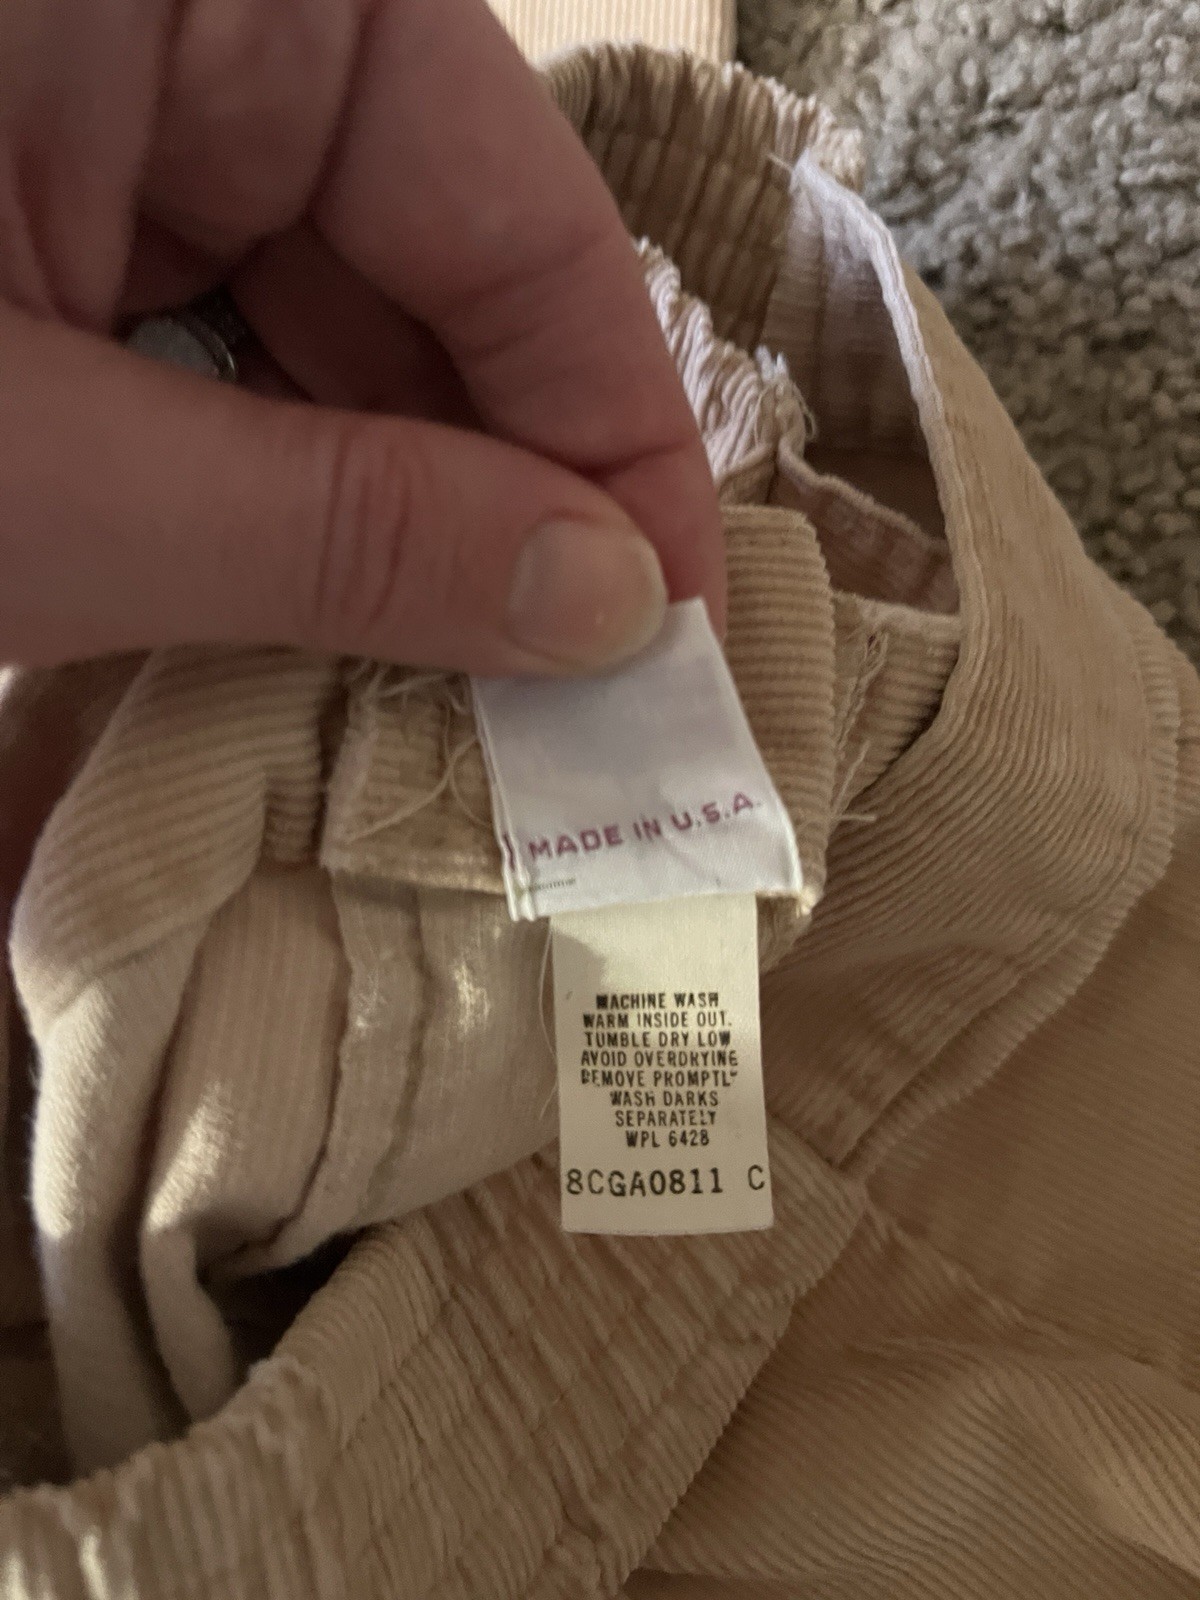 MADE IN U.S.A.
MACHINE WASH
WARM INSIDE OUT.
TUMBLE DRY LOW
AVOID OVERDRYING
REMOVE PROMPTLY
WASH DARKS
SEPARATELY
WPL 6428
8CGA0811 C